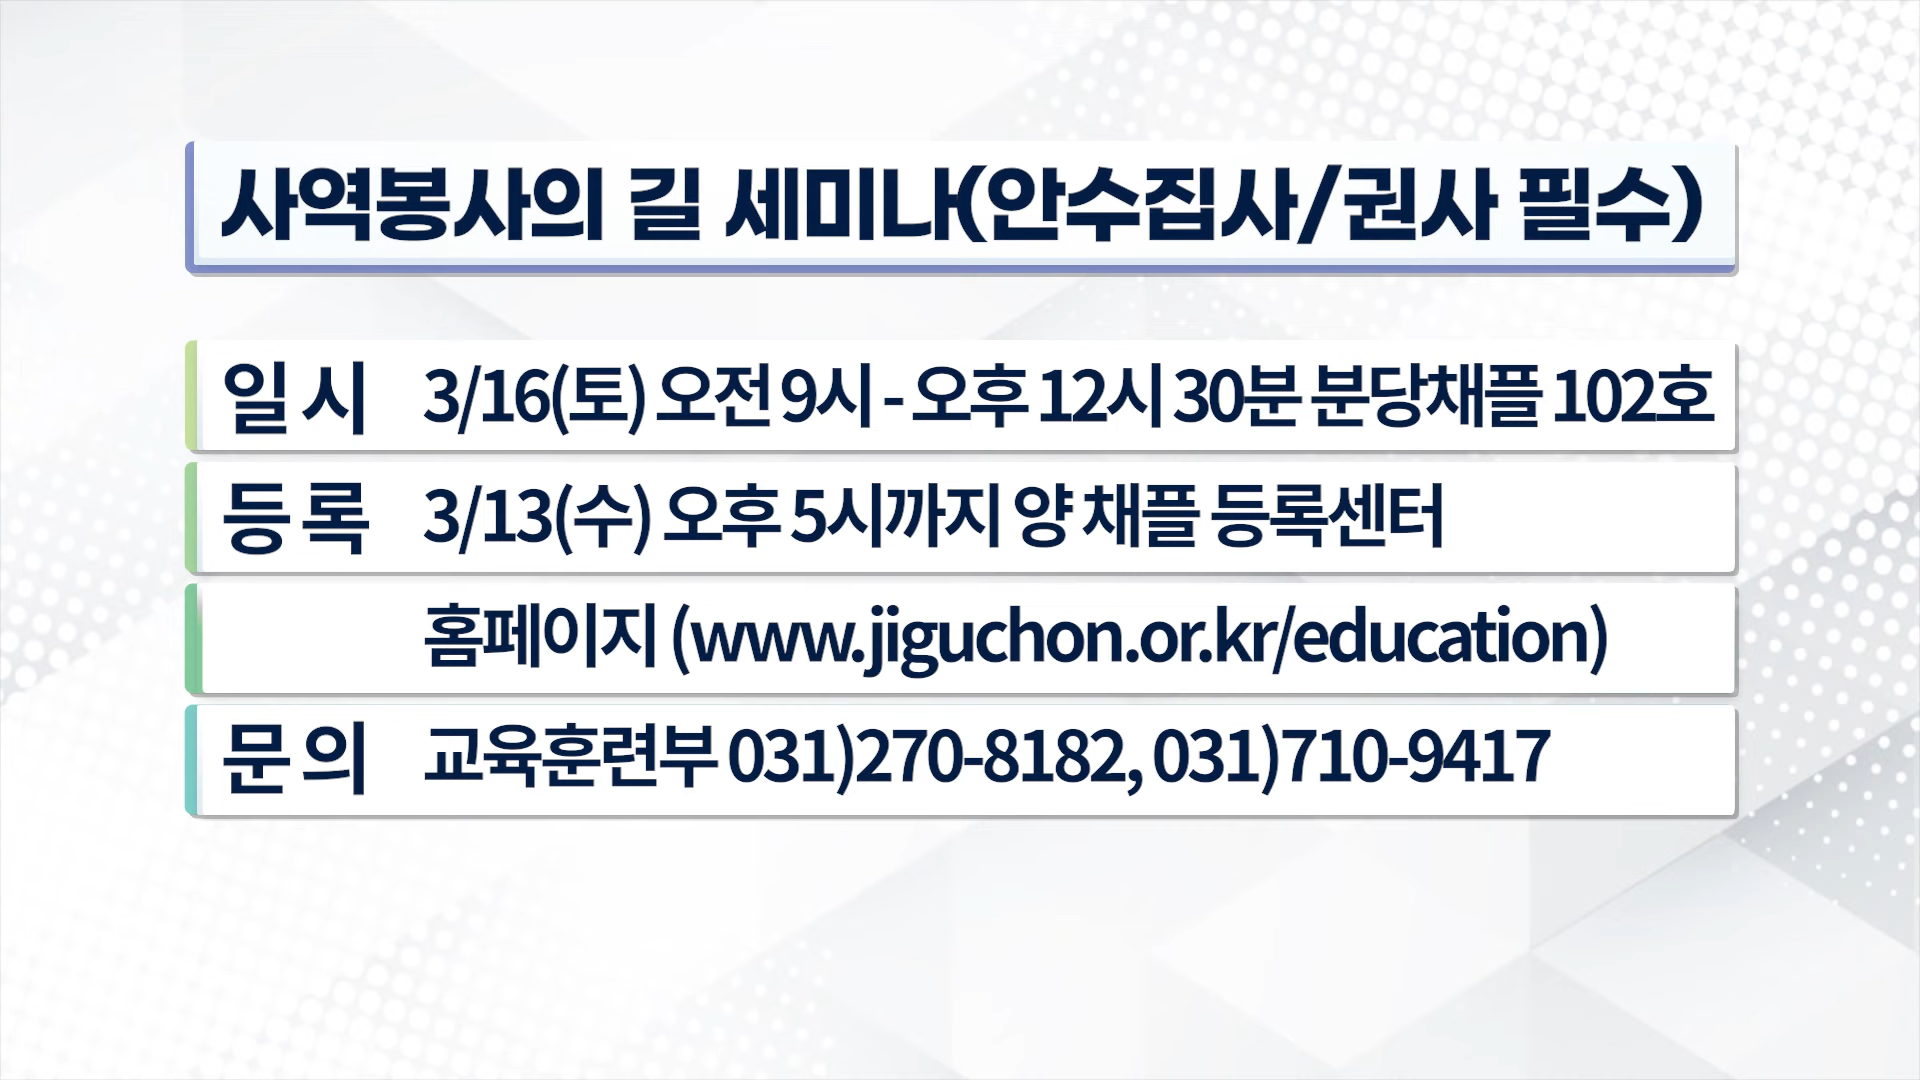 사역봉사의 길 세미나(안수집사/권사 필수)
일시 3/16(토) 오전 9시 - 오후 12시 30분 분당채플 102호
등록 3/13(수) 오후 5시까지 양 채플 등록센터
홈페이지 (www.jiguchon.or.kr/education)
문의 교육훈련부 031)270-8182, 031)710-9417